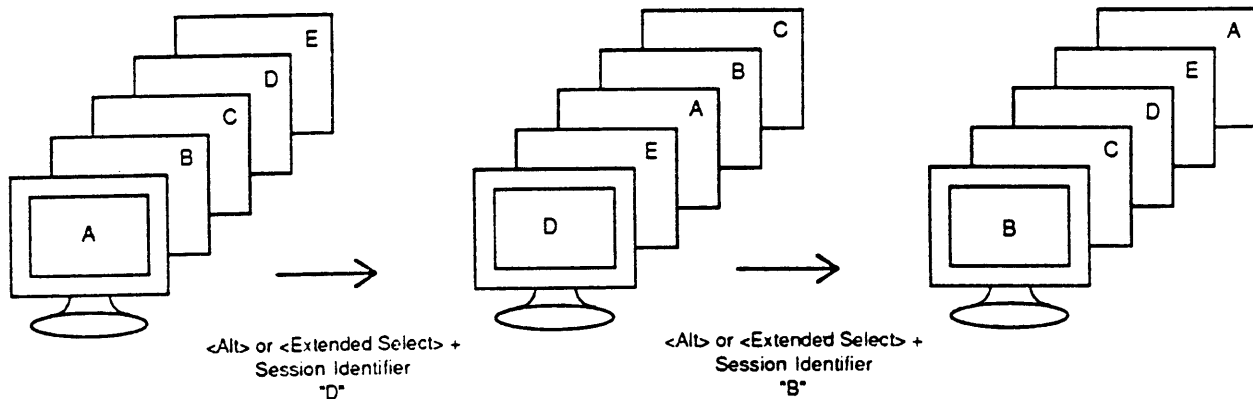 E
D
C
B
A
<Alt> or <Extended Select> +
Session Identifier
"D"
C
B
A
E
D
<Alt> or <Extended Select> +
Session Identifier
"B"
A
E
D
C
B